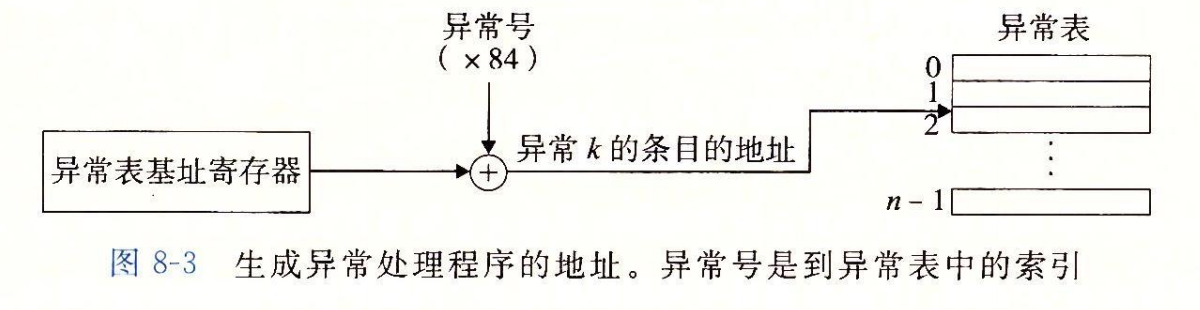 异常号
( ×84 )
异常表
0
1
2
异常表基址寄存器
+
异常 k 的条目的地址
⋮
n - 1
图 8-3 生成异常处理程序的地址。异常号是到异常表中的索引